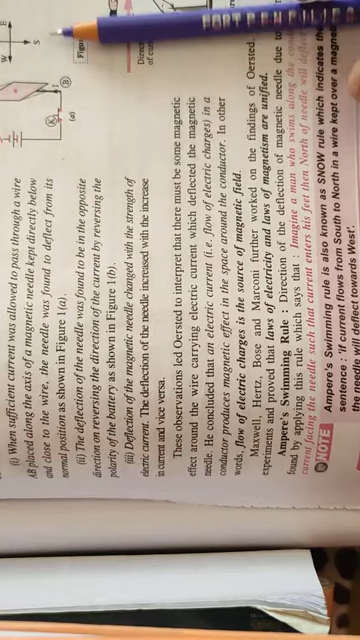 (i) When sufficient current was allowed to pass through a wire
AB placed along the axis of a magnetic needle kept directly below
and close to the wire, the needle was found to deflect from its
normal position as shown in Figure 1(a).
(ii) The deflection of the needle was found to be in the opposite
direction on reversing the direction of the current by reversing the
polarity of the battery as shown in Figure 1(b).
(iii) Deflection of the magnetic needle changed with the strength of
electric current. The deflection of the needle increased with the increase
in current and vice versa.
These observations led Oersted to interpret that there must be some magnetic
effect around the wire carrying electric current which deflected the magnetic
needle. He concluded that an electric current (i.e. flow of electric charges) in a
conductor produces magnetic effect in the space around the conductor. In other
words, flow of electric charges is the source of magnetic field.
Maxwell, Hertz, Bose and Marconi further worked on the findings of Oersted.
experiments and proved that laws of electricity and laws of magnetism are unified.
Ampere's Swimming Rule : Direction of the deflection of magnetic needle due to
found by applying this rule which says that : Imagine a man who swims along the
current facing the needle such that current enters his feet then North of needle will deflect
NOTE
Ampere's Swimming rule is also known as SNOW rule which indicates
sentence : 'if current flows from South to North in a wire kept over a
the needle will deflect towards West'.
W
E
S
K
B
(a)
Figu
Direc
of cur